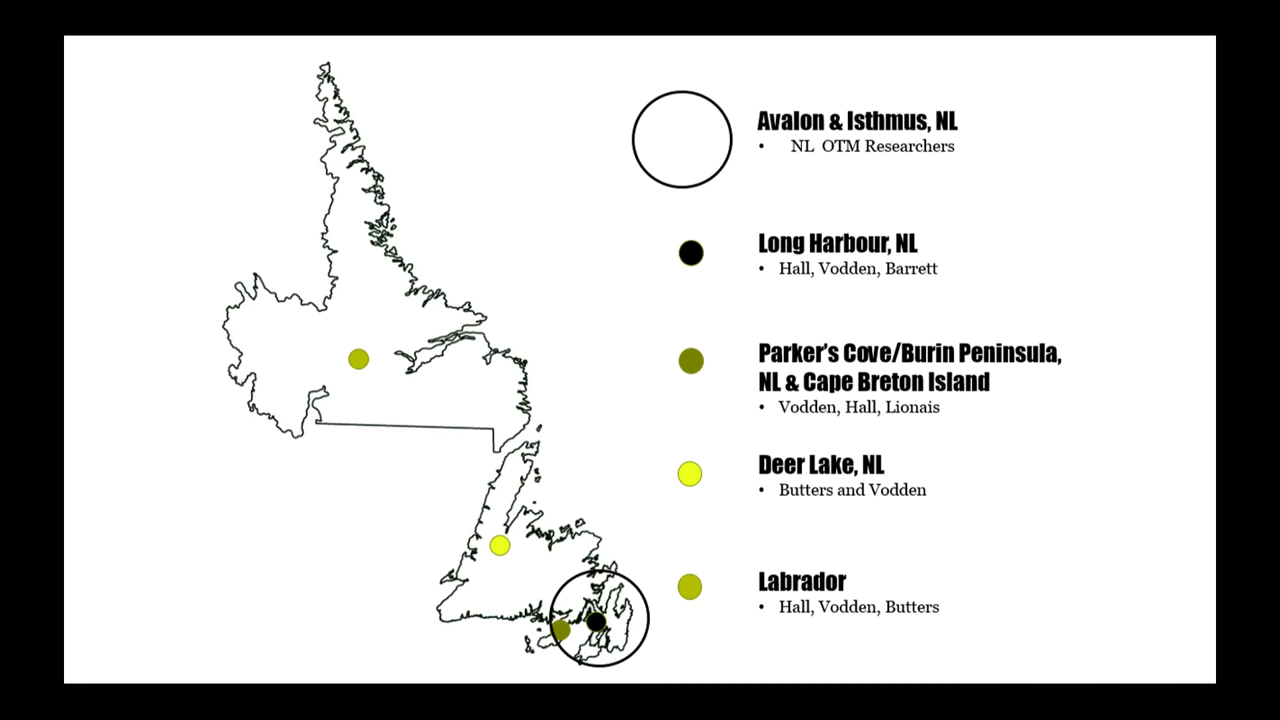 Avalon & Isthmus, NL
• NL OTM Researchers
Long Harbour, NL
• Hall, Vodden, Barrett
Parker's Cove/Burin Peninsula,
NL & Cape Breton Island
• Vodden, Hall, Lionais
Deer Lake, NL
• Butters and Vodden
Labrador
• Hall, Vodden, Butters